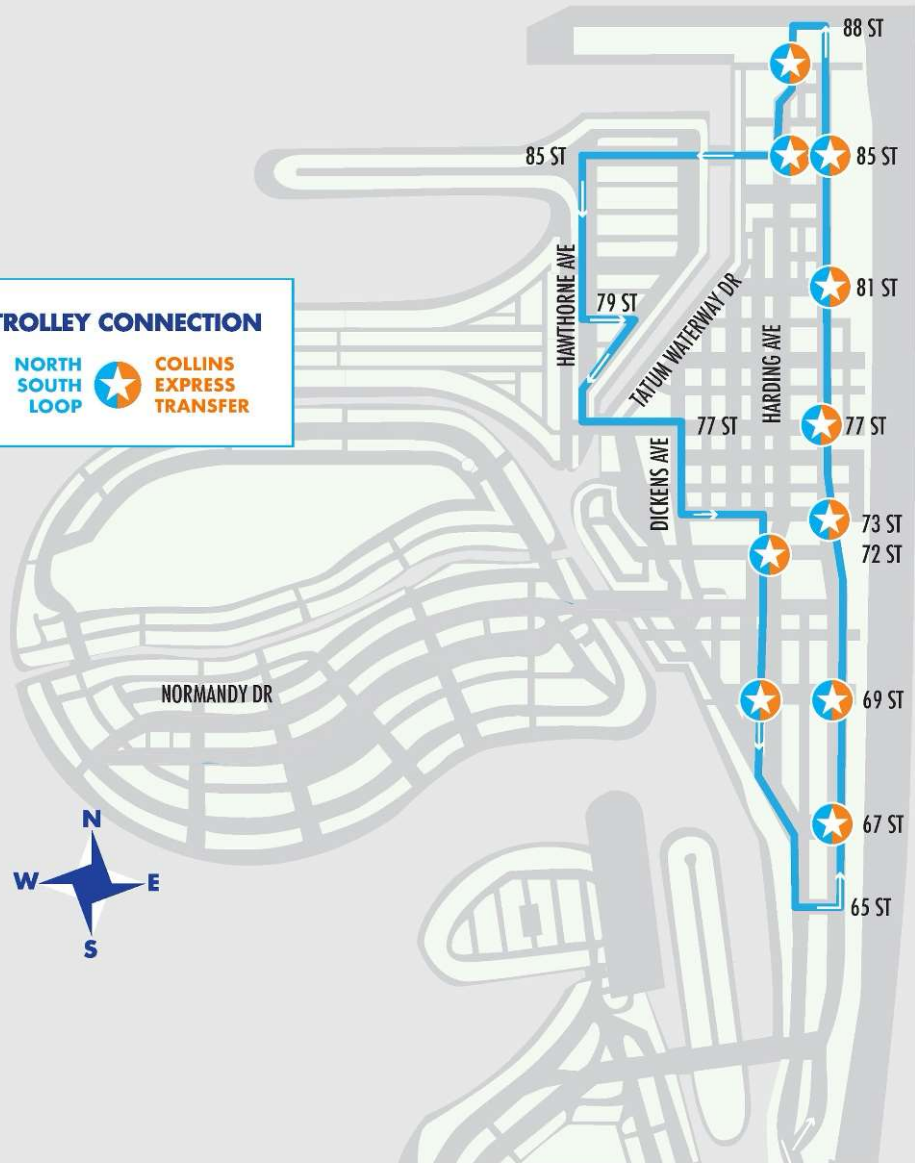 88 ST
85 ST
85 ST
81 ST
HAWTHORNE AVE
79 ST
TATUM WATERWAY DR
HARDING AVE
TROLLEY CONNECTION
NORTH
SOUTH
LOOP
COLLINS
EXPRESS
TRANSFER
77 ST
77 ST
DICKENS AVE
73 ST
72 ST
NORMANDY DR
69 ST
67 ST
65 ST
N
W
E
S